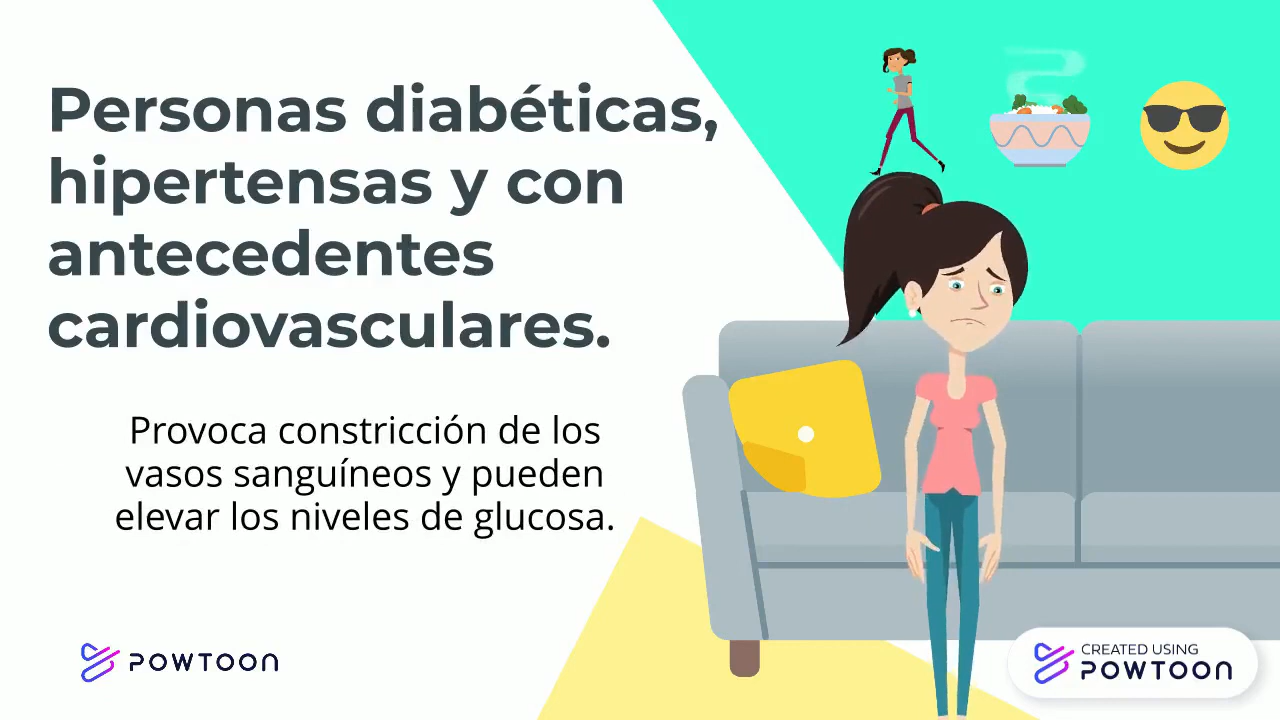 Personas diabéticas,
hipertensas y con
antecedentes
cardiovasculares.
Provoca constricción de los
vasos sanguíneos y pueden
elevar los niveles de glucosa.
POWTOON
CREATED USING
POWTOON